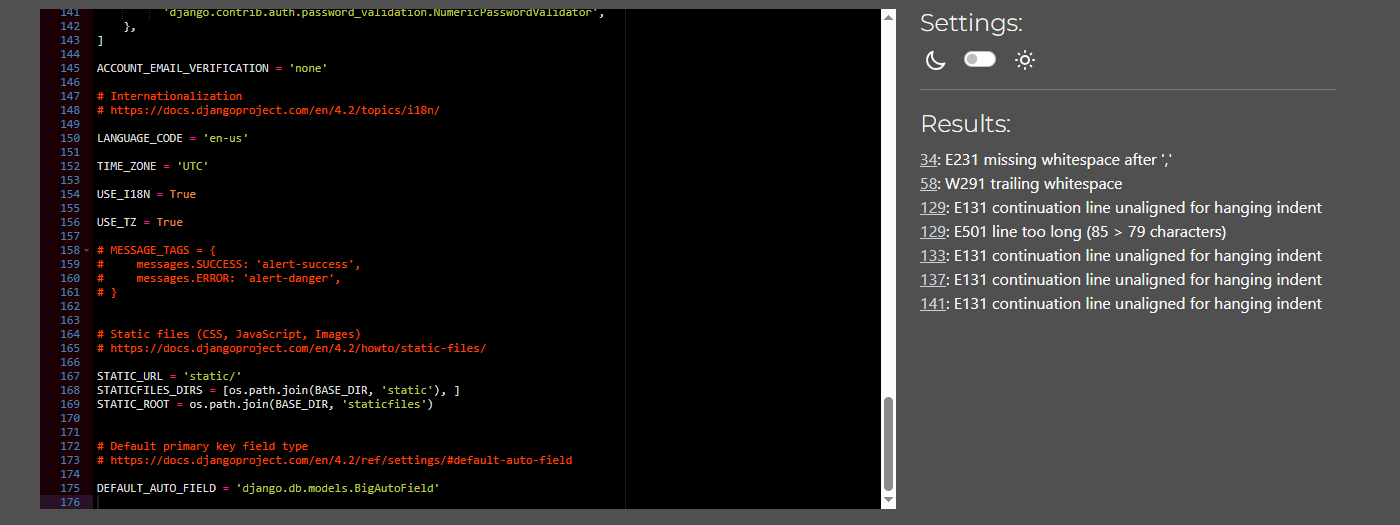 141 'django.contrib.auth.password_validation.NumericPasswordValidator',
142 },
143 ]
144
145 ACCOUNT_EMAIL_VERIFICATION = 'none'
146
147 # Internationalization
148 # https://docs.djangoproject.com/en/4.2/topics/i18n/
149
150 LANGUAGE_CODE = 'en-us'
151
152 TIME_ZONE = 'UTC'
153
154 USE_I18N = True
155
156 USE_TZ = True
157
158 # MESSAGE_TAGS = {
159 #     messages.SUCCESS: 'alert-success',
160 #     messages.ERROR: 'alert-danger',
161 # }
162
163
164 # Static files (CSS, JavaScript, Images)
165 # https://docs.djangoproject.com/en/4.2/howto/static-files/
166
167 STATIC_URL = 'static/'
168 STATICFILES_DIRS = [os.path.join(BASE_DIR, 'static'), ]
169 STATIC_ROOT = os.path.join(BASE_DIR, 'staticfiles')
170
171
172 # Default primary key field type
173 # https://docs.djangoproject.com/en/4.2/ref/settings/#default-auto-field
174
175 DEFAULT_AUTO_FIELD = 'django.db.models.BigAutoField'
176
Settings:
Results:
34: E231 missing whitespace after ','
58: W291 trailing whitespace
129: E131 continuation line unaligned for hanging indent
129: E501 line too long (85 > 79 characters)
133: E131 continuation line unaligned for hanging indent
137: E131 continuation line unaligned for hanging indent
141: E131 continuation line unaligned for hanging indent